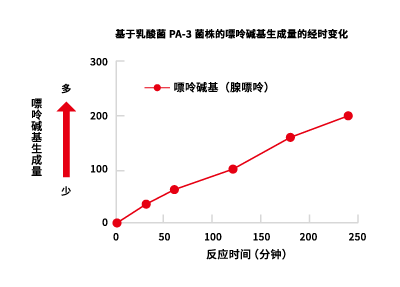 基于乳酸菌 PA-3 菌株的嘌呤碱基生成量的经时变化
300
200
100
0
多
嘌呤碱基生成量
少
嘌呤碱基（腺嘌呤）
0 50 100 150 200 250
反应时间（分钟）